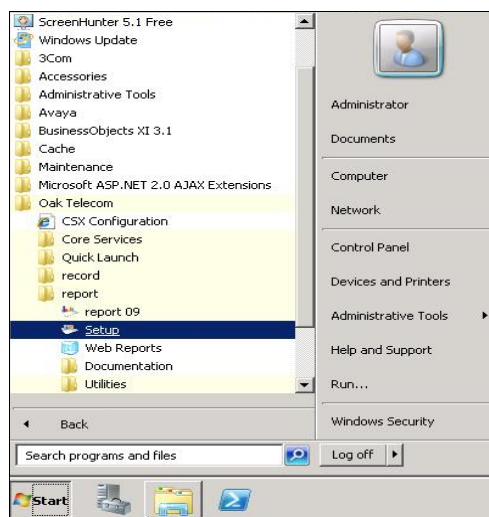 ScreenHunter 5.1 Free
Windows Update
3Com
Accessories
Administrative Tools
Avaya
BusinessObjects XI 3.1
Cache
Maintenance
Microsoft ASP.NET 2.0 AJAX Extensions
Oak Telecom
CSX Configuration
Core Services
Quick Launch
record
report
report 09
Setup
Web Reports
Documentation
Utilities
Back
Search programs and files
Administrator
Documents
Computer
Network
Control Panel
Devices and Printers
Administrative Tools
Help and Support
Run...
Windows Security
Log off
Start